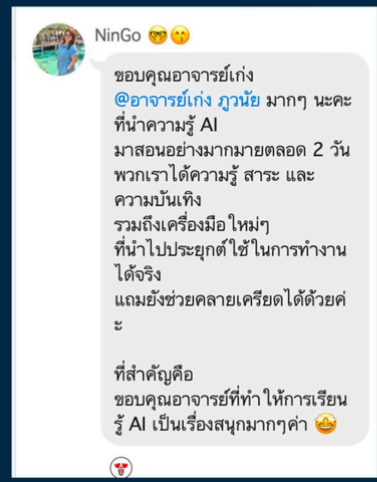 NinGo 🤓😙
ขอบคุณอาจารย์เก่ง
@อาจารย์เก่ง ภูวนัย มากๆ นะคะ
ที่นำความรู้ AI
มาสอนอย่างมากมายตลอด 2 วัน
พวกเราได้ความรู้ สาระ และ
ความบันเทิง
รวมถึงเครื่องมือใหม่ๆ
ที่นำไปประยุกต์ใช้ในการทำงาน
ได้จริง
แถมยังช่วยคลายเครียดได้ด้วยค่
ะ
ที่สำคัญคือ
ขอบคุณอาจารย์ที่ทำให้การเรียน
รู้ AI เป็นเรื่องสนุกมากๆค่า 🤩